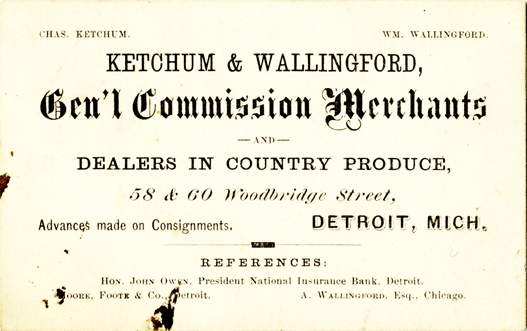 CHAS. KETCHUM. WM. WALLINGFORD.
KETCHUM & WALLINGFORD,
Gen'l Commission Merchants
— AND —
DEALERS IN COUNTRY PRODUCE,
58 & 60 Woodbridge Street,
Advances made on Consignments. DETROIT, MICH.
REFERENCES:
HON. JOHN OWEN, President National Insurance Bank, Detroit.
MOORE, FOOTE & CO., Detroit. A. WALLINGFORD, Esq., Chicago.